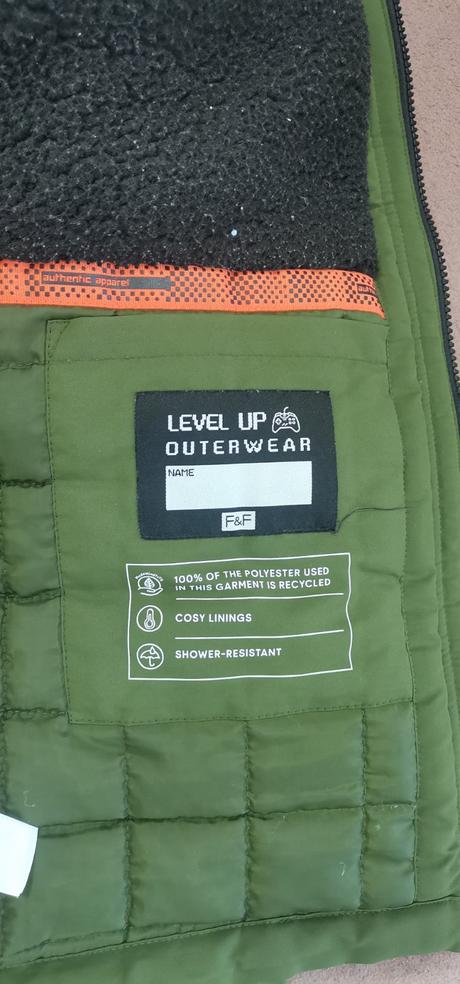 authentic apparel
LEVEL UP
OUTERWEAR
NAME
F&F
100% OF THE POLYESTER USED
IN THIS GARMENT IS RECYCLED
COSY LININGS
SHOWER-RESISTANT